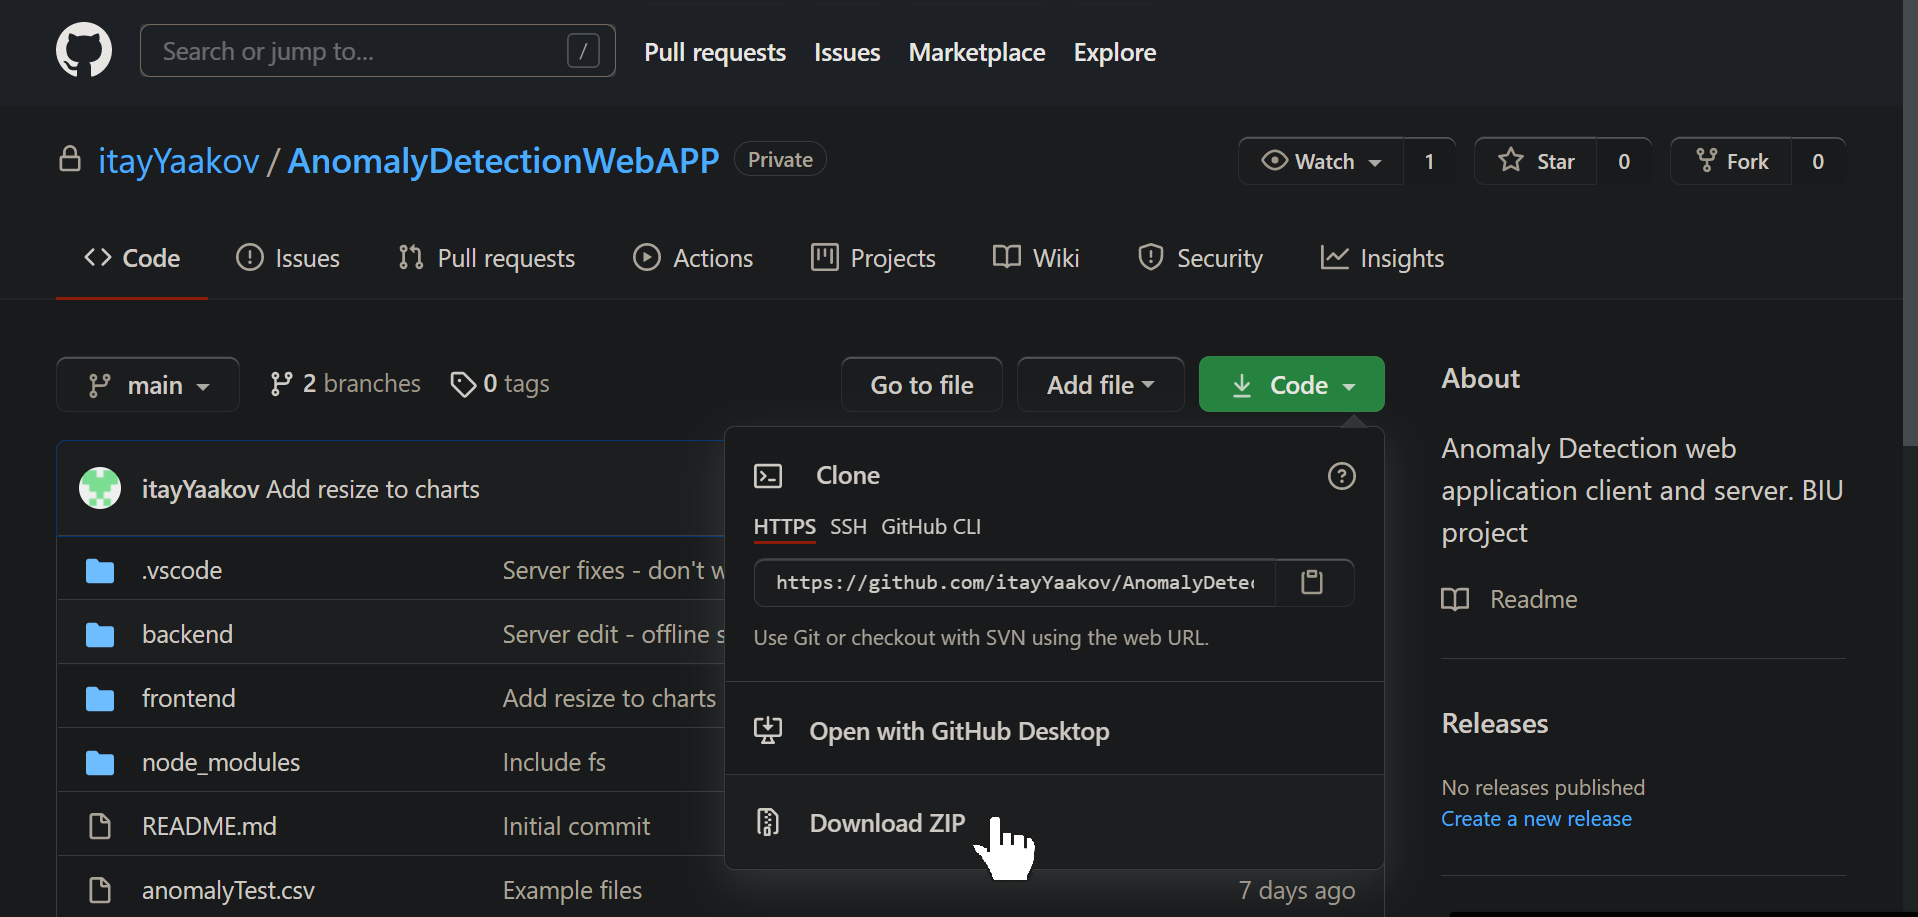 Search or jump to... /
Pull requests Issues Marketplace Explore
itayYaakov / AnomalyDetectionWebAPP Private
Watch 1 Star 0 Fork 0
Code Issues Pull requests Actions Projects Wiki Security Insights
main 2 branches 0 tags Go to file Add file Code
itayYaakov Add resize to charts
.vscode Server fixes - don't w
backend Server edit - offline s
frontend Add resize to charts
node_modules Include fs
README.md Initial commit
anomalyTest.csv Example files 7 days ago
Clone
HTTPS SSH GitHub CLI
https://github.com/itayYaakov/AnomalyDetec
Use Git or checkout with SVN using the web URL.
Open with GitHub Desktop
Download ZIP
About
Anomaly Detection web
application client and server. BIU
project
Readme
Releases
No releases published
Create a new release